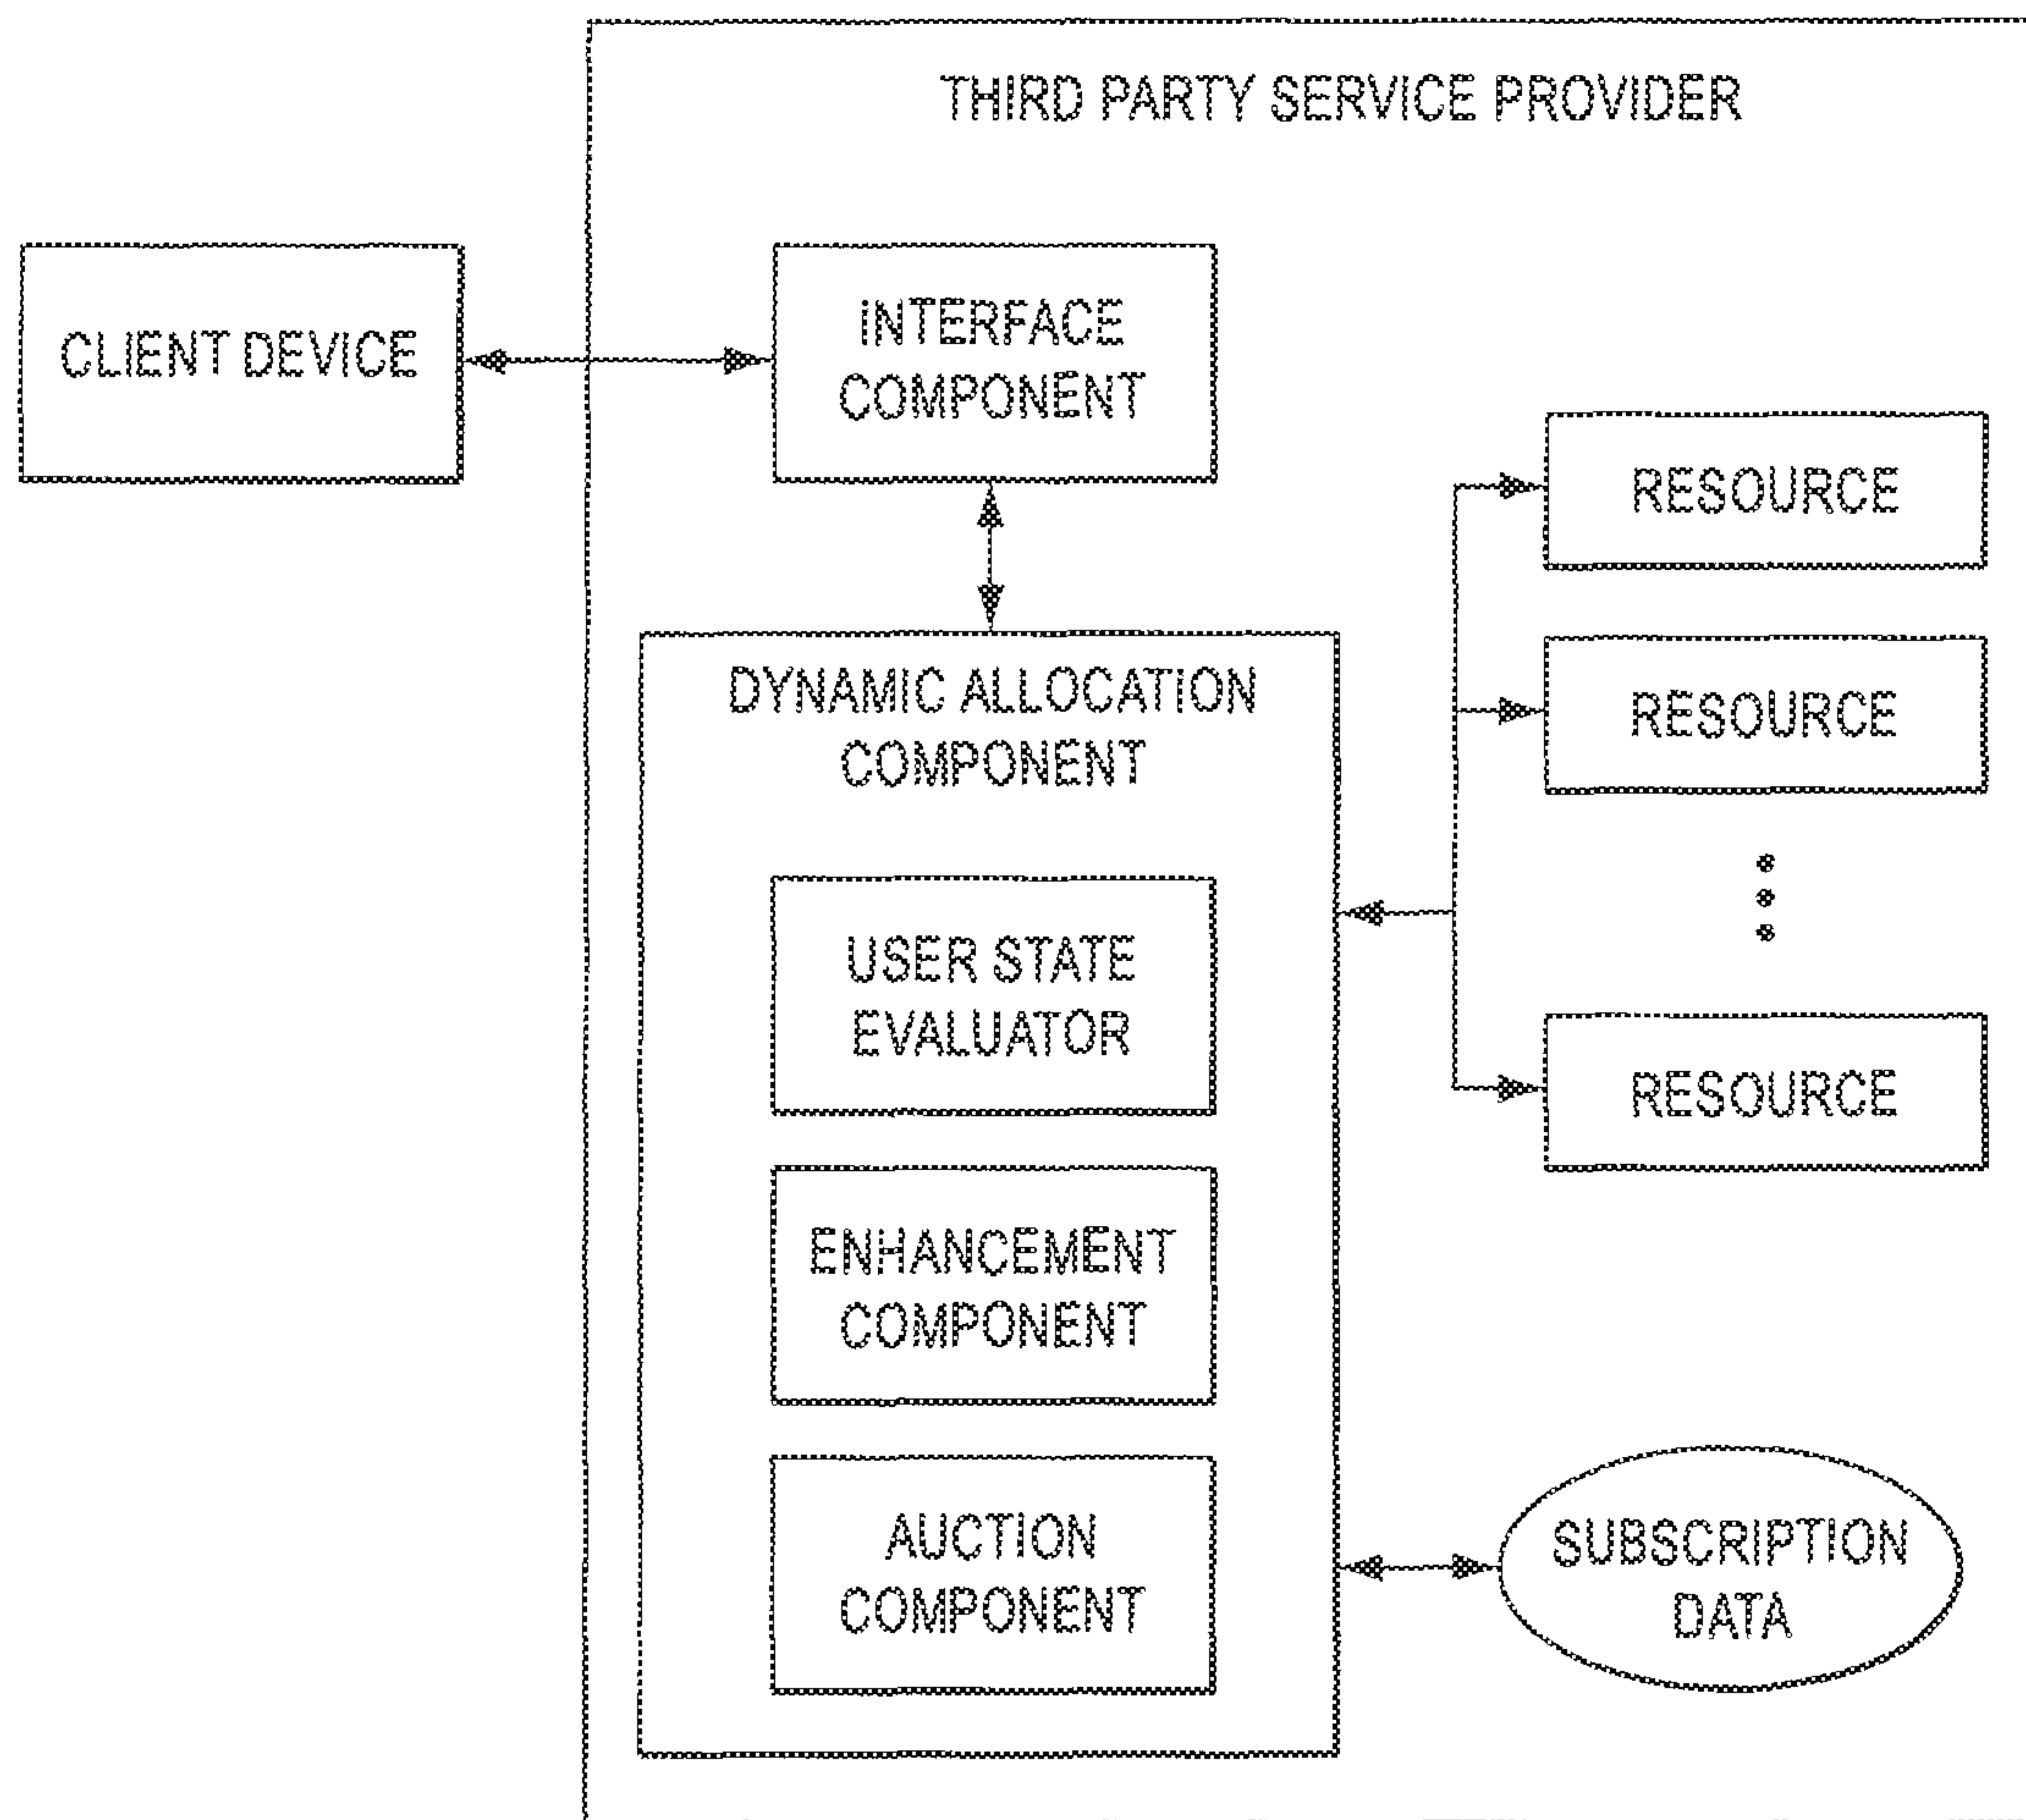 THIRD PARTY SERVICE PROVIDER
CLIENT DEVICE
INTERFACE
COMPONENT
RESOURCE
DYNAMIC ALLOCATION
COMPONENT
RESOURCE
USER STATE
EVALUATOR
RESOURCE
ENHANCEMENT
COMPONENT
AUCTION
COMPONENT
SUBSCRIPTION
DATA